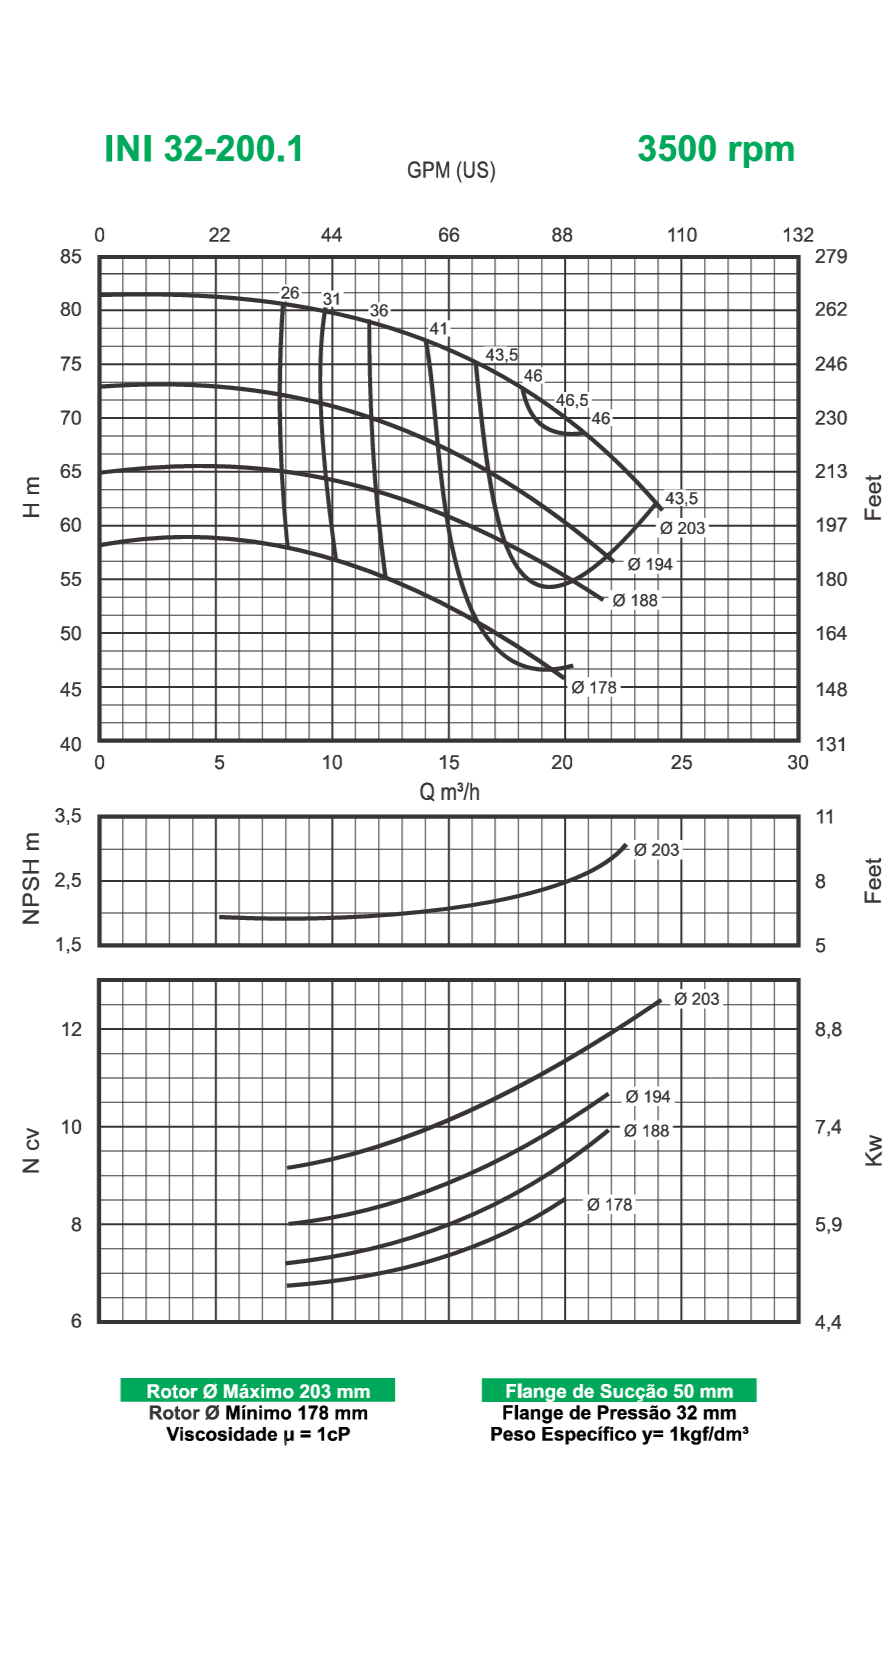 INI 32-200.1 3500 rpm
GPM (US)
0 22 44 66 88 110 132
85 279
26 31
80 36 262
41
43,5
75 246
46
46,5
70 46 230
65 213
H m Feet
43,5
60 Ø 203 197
Ø 194
55 180
Ø 188
50 164
45 Ø 178 148
40 131
0 5 10 15 20 25 30
Q m³/h
3,5 11
Ø 203
NPSH m Feet
2,5 8
1,5 5
Ø 203
12 8,8
Ø 194
10 7,4
Ø 188
N cv Kw
Ø 178
8 5,9
6 4,4
Rotor Ø Máximo 203 mm
Rotor Ø Mínimo 178 mm
Viscosidade µ = 1cP
Flange de Sucção 50 mm
Flange de Pressão 32 mm
Peso Específico y= 1kgf/dm³